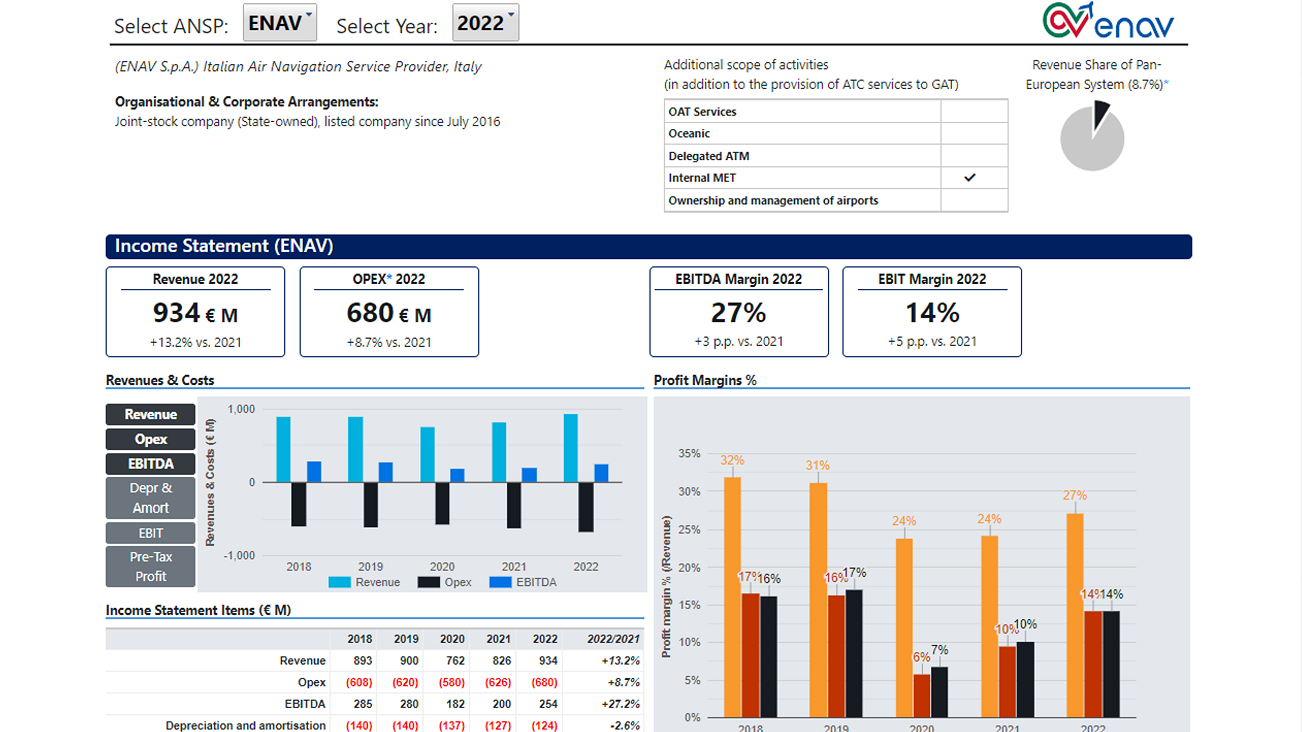 Select ANSP: ENAV Select Year: 2022
enav
(ENAV S.p.A.) Italian Air Navigation Service Provider, Italy
Organisational & Corporate Arrangements:
Joint-stock company (State-owned), listed company since July 2016
Additional scope of activities
(in addition to the provision of ATC services to GAT)
OAT Services
Oceanic
Delegated ATM
Internal MET ✔
Ownership and management of airports
Revenue Share of Pan-
European System (8.7%)*
Income Statement (ENAV)
Revenue 2022
934 € M
+13.2% vs. 2021
OPEX* 2022
680 € M
+8.7% vs. 2021
EBITDA Margin 2022
27%
+3 p.p. vs. 2021
EBIT Margin 2022
14%
+5 p.p. vs. 2021
Revenues & Costs
Revenue
Opex
EBITDA
Depr &
Amort
EBIT
Pre-Tax
Profit
Revenues & Costs (€ M)
1,000
0
-1,000
2018 2019 2020 2021 2022
Revenue Opex EBITDA
Income Statement Items (€ M)
2018 2019 2020 2021 2022 2022/2021
Revenue 893 900 762 826 934 +13.2%
Opex (608) (620) (580) (626) (680) +8.7%
EBITDA 285 280 182 200 254 +27.2%
Depreciation and amortisation (140) (140) (137) (127) (124) -2.6%
Profit Margins %
Profit margin % (/Revenue)
35%
30%
25%
20%
15%
10%
5%
0%
32% 17% 16%
31% 16% 17%
24% 6% 7%
24% 10% 10%
27% 14% 14%
2018 2019 2020 2021 2022